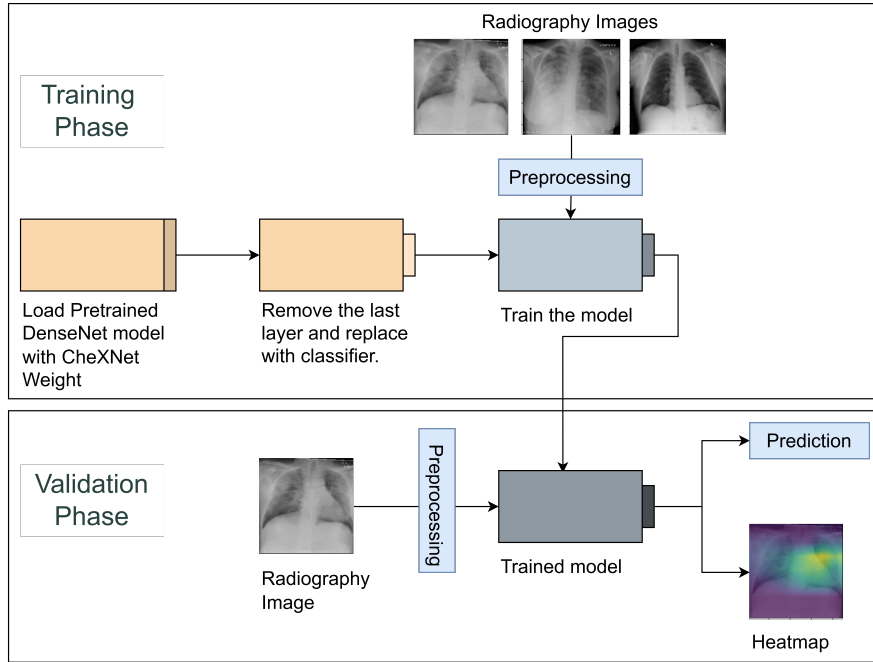 Radiography Images
Training
Phase
Preprocessing
Load Pretrained
DenseNet model
with CheXNet
Weight
Remove the last
layer and replace
with classifier.
Train the model
Validation
Phase
Preprocessing
Prediction
Radiography
Image
Trained model
Heatmap